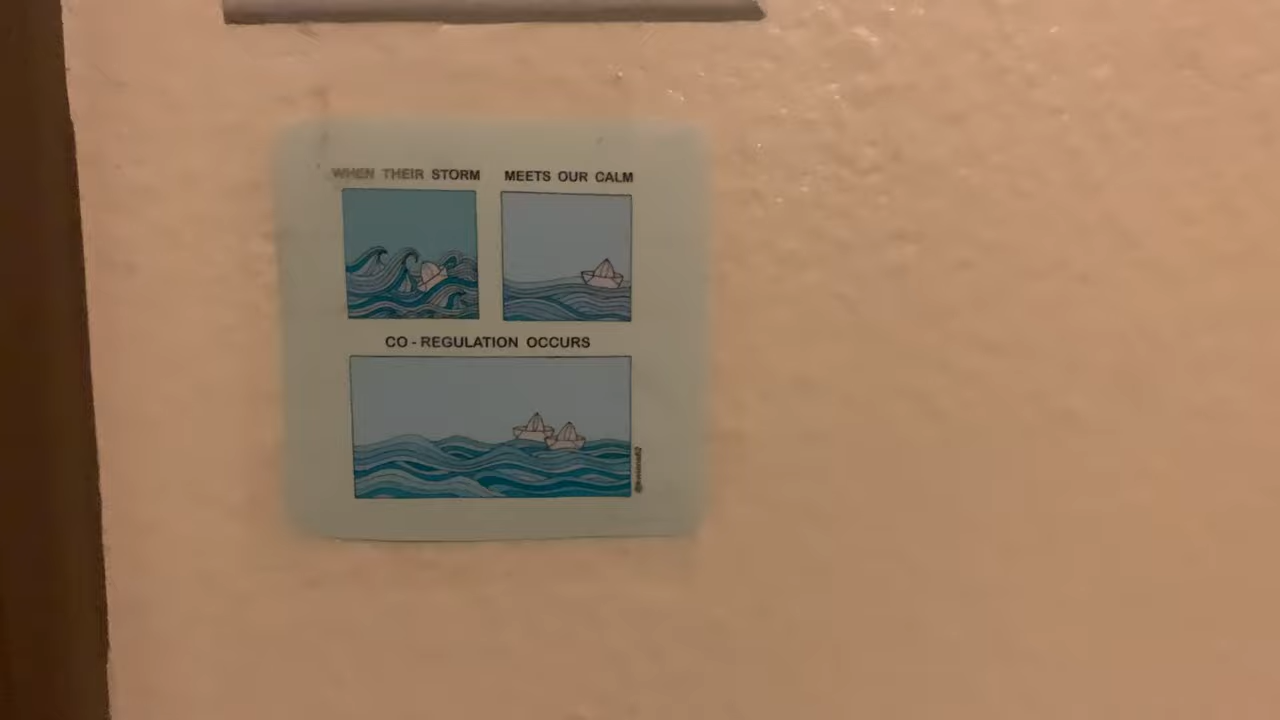 WHEN THEIR STORM
MEETS OUR CALM
CO - REGULATION OCCURS